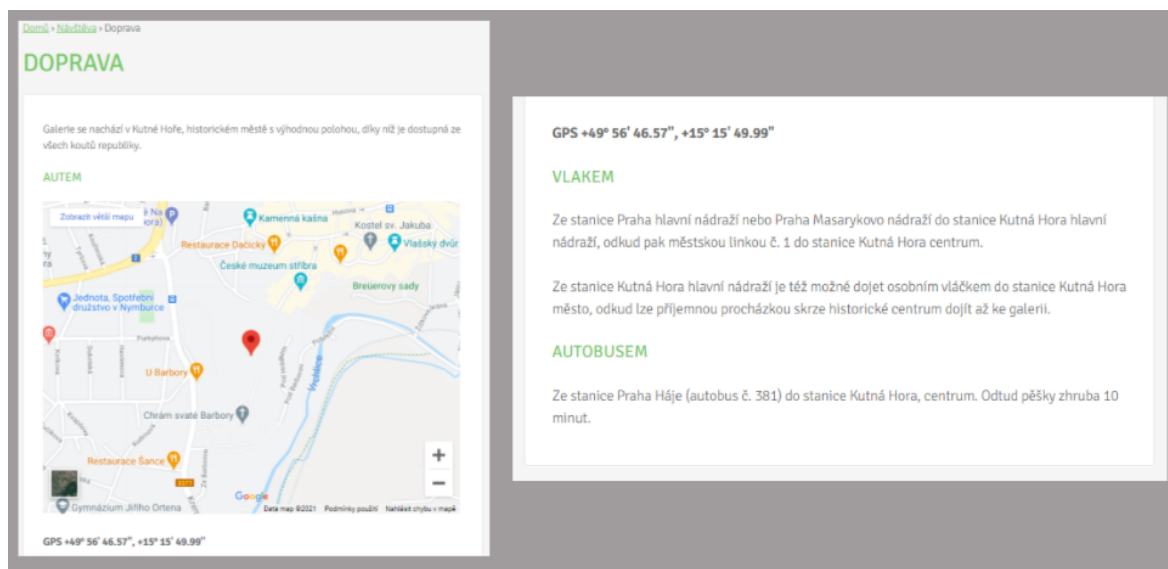 Domů » Návštěva » Doprava
DOPRAVA
Galerie se nachází v Kutné Hoře, historickém městě s výhodnou polohou, díky níž je dostupná ze
všech koutů republiky.
AUTEM
Zobrazit větší mapu
Kamenná kašna
Kostel sv. Jakuba
Restaurace Dačický
Vlašský dvůr
České muzeum stříbra
Breüerovy sady
Jednota, Spotřební
družstvo v Nymburce
Purkyňova
U Barbory
Vrchlice
Chrám svaté Barbory
Restaurace Šance
Gymnázium Jiřího Ortena
Google
Data map ©2021 Podmínky použití Nahlásit chybu v mapě
GPS +49° 56' 46.57", +15° 15' 49.99"
GPS +49° 56' 46.57", +15° 15' 49.99"
VLAKEM
Ze stanice Praha hlavní nádraží nebo Praha Masarykovo nádraží do stanice Kutná Hora hlavní
nádraží, odkud pak městskou linkou č. 1 do stanice Kutná Hora centrum.
Ze stanice Kutná Hora hlavní nádraží je též možné dojet osobním vláčkem do stanice Kutná Hora
město, odkud lze příjemnou procházkou skrze historické centrum dojít až ke galerii.
AUTOBUSEM
Ze stanice Praha Háje (autobus č. 381) do stanice Kutná Hora, centrum. Odtud pěšky zhruba 10
minut.